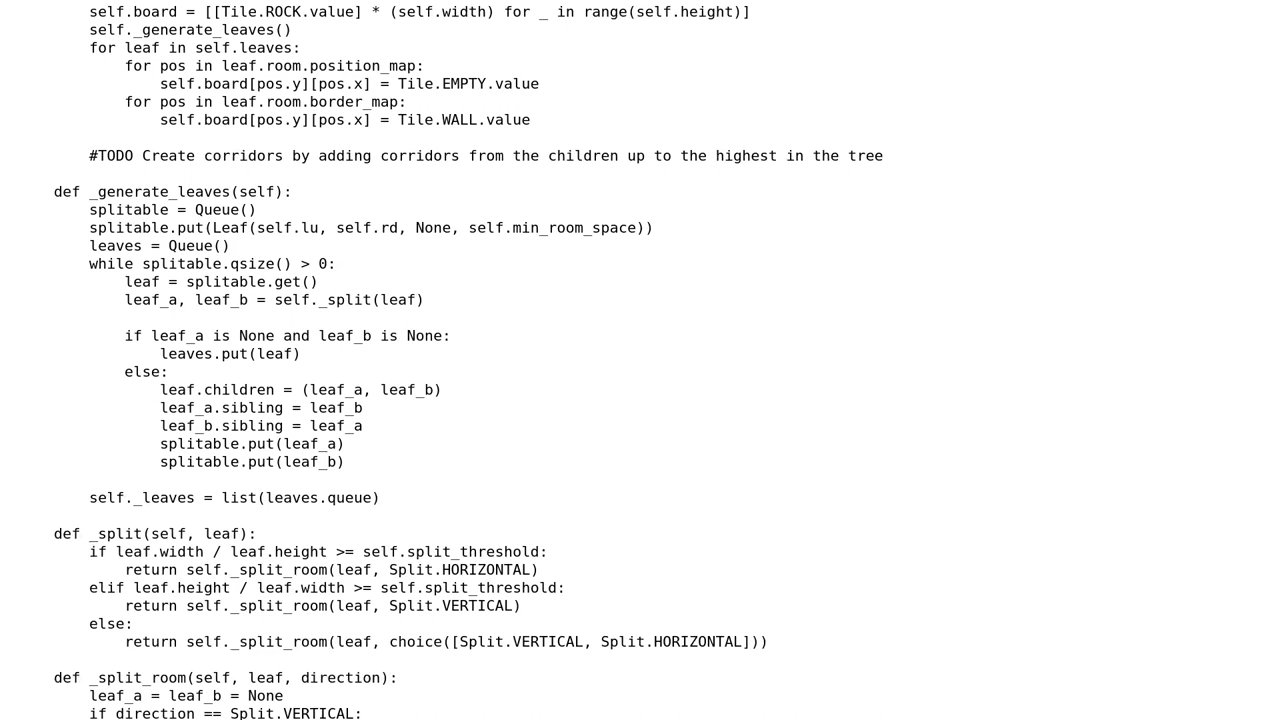 self.board = [[Tile.ROCK.value] * (self.width) for _ in range(self.height)]
self._generate_leaves()
for leaf in self.leaves:
for pos in leaf.room.position_map:
self.board[pos.y][pos.x] = Tile.EMPTY.value
for pos in leaf.room.border_map:
self.board[pos.y][pos.x] = Tile.WALL.value
#TODO Create corridors by adding corridors from the children up to the highest in the tree
def _generate_leaves(self):
splitable = Queue()
splitable.put(Leaf(self.lu, self.rd, None, self.min_room_space))
leaves = Queue()
while splitable.qsize() > 0:
leaf = splitable.get()
leaf_a, leaf_b = self._split(leaf)
if leaf_a is None and leaf_b is None:
leaves.put(leaf)
else:
leaf.children = (leaf_a, leaf_b)
leaf_a.sibling = leaf_b
leaf_b.sibling = leaf_a
splitable.put(leaf_a)
splitable.put(leaf_b)
self._leaves = list(leaves.queue)
def _split(self, leaf):
if leaf.width / leaf.height >= self.split_threshold:
return self._split_room(leaf, Split.HORIZONTAL)
elif leaf.height / leaf.width >= self.split_threshold:
return self._split_room(leaf, Split.VERTICAL)
else:
return self._split_room(leaf, choice([Split.VERTICAL, Split.HORIZONTAL]))
def _split_room(self, leaf, direction):
leaf_a = leaf_b = None
if direction == Split.VERTICAL: